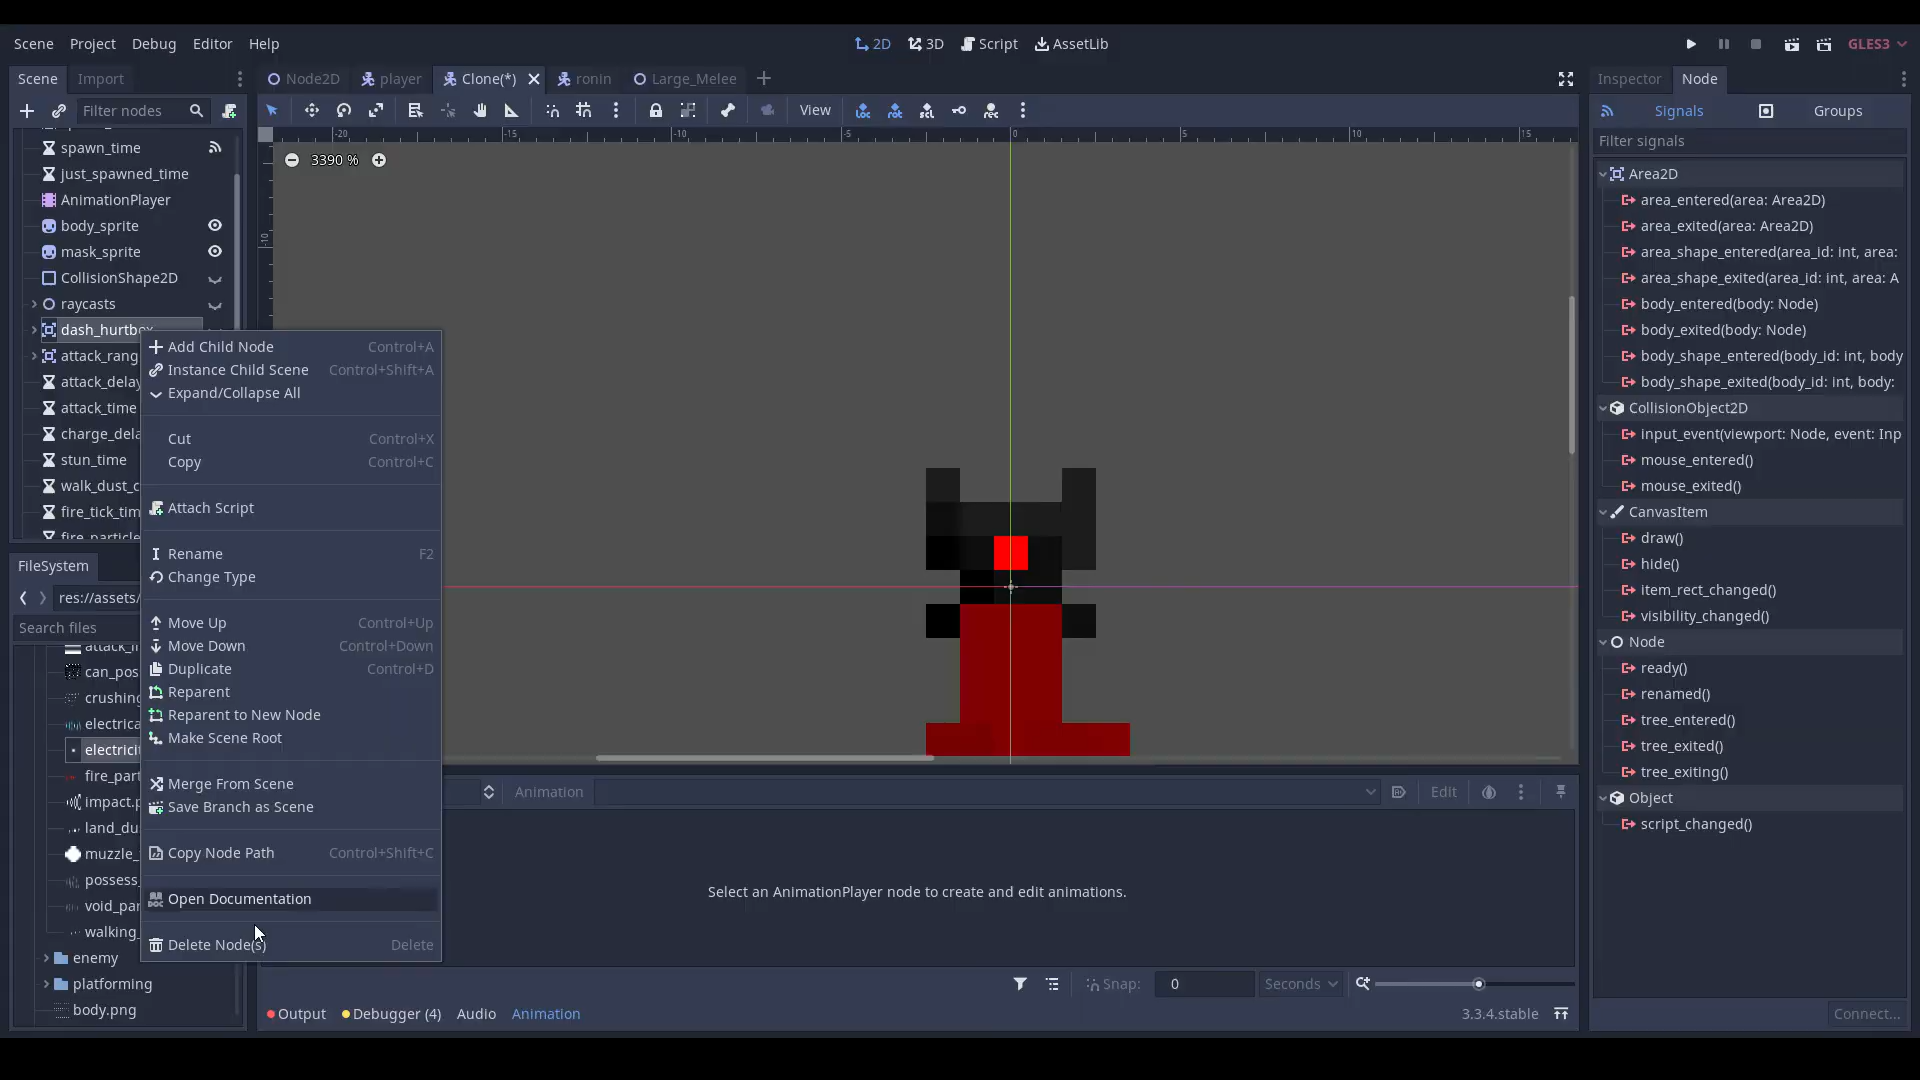 Scene Project Debug Editor Help
2D 3D Script AssetLib
GLES3
Scene Import
Node2D player Clone(*) ronin Large_Melee
Inspector Node
Filter nodes
View
Signals Groups
Filter signals
-20 -15 -10 -5 0 5 10 15
3390 %
-10
spawn_time
just_spawned_time
AnimationPlayer
body_sprite
mask_sprite
CollisionShape2D
raycasts
dash_hurtbox
attack_rang
attack_delay
attack_time
charge_dela
stun_time
walk_dust_c
fire_tick_tim
fire_particle
Add Child Node Control+A
Instance Child Scene Control+Shift+A
Expand/Collapse All
Cut Control+X
Copy Control+C
Attach Script
Rename F2
Change Type
Move Up Control+Up
Move Down Control+Down
Duplicate Control+D
Reparent
Reparent to New Node
Make Scene Root
Merge From Scene
Save Branch as Scene
Copy Node Path Control+Shift+C
Open Documentation
Delete Node(s) Delete
FileSystem
res://assets/
Search files
can_pos
crushing
electrica
electricit
fire_part
impact.p
land_du
muzzle_
possess_
void_par
walking_
enemy
platforming
body.png
Animation Edit
Select an AnimationPlayer node to create and edit animations.
Snap: 0 Seconds
Output Debugger (4) Audio Animation
3.3.4.stable
Area2D
area_entered(area: Area2D)
area_exited(area: Area2D)
area_shape_entered(area_id: int, area:
area_shape_exited(area_id: int, area: A
body_entered(body: Node)
body_exited(body: Node)
body_shape_entered(body_id: int, body
body_shape_exited(body_id: int, body:
CollisionObject2D
input_event(viewport: Node, event: Inp
mouse_entered()
mouse_exited()
CanvasItem
draw()
hide()
item_rect_changed()
visibility_changed()
Node
ready()
renamed()
tree_entered()
tree_exited()
tree_exiting()
Object
script_changed()
Connect...